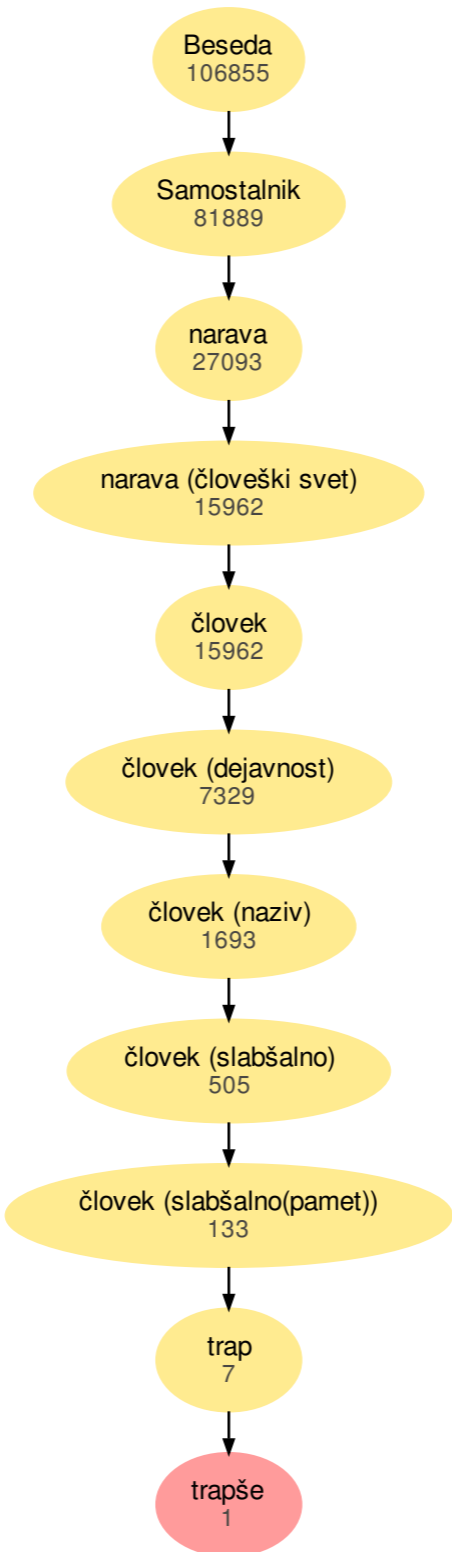 Beseda
106855
Samostalnik
81889
narava
27093
narava (človeški svet)
15962
človek
15962
človek (dejavnost)
7329
človek (naziv)
1693
človek (slabšalno)
505
človek (slabšalno(pamet))
133
trap
7
trapše
1